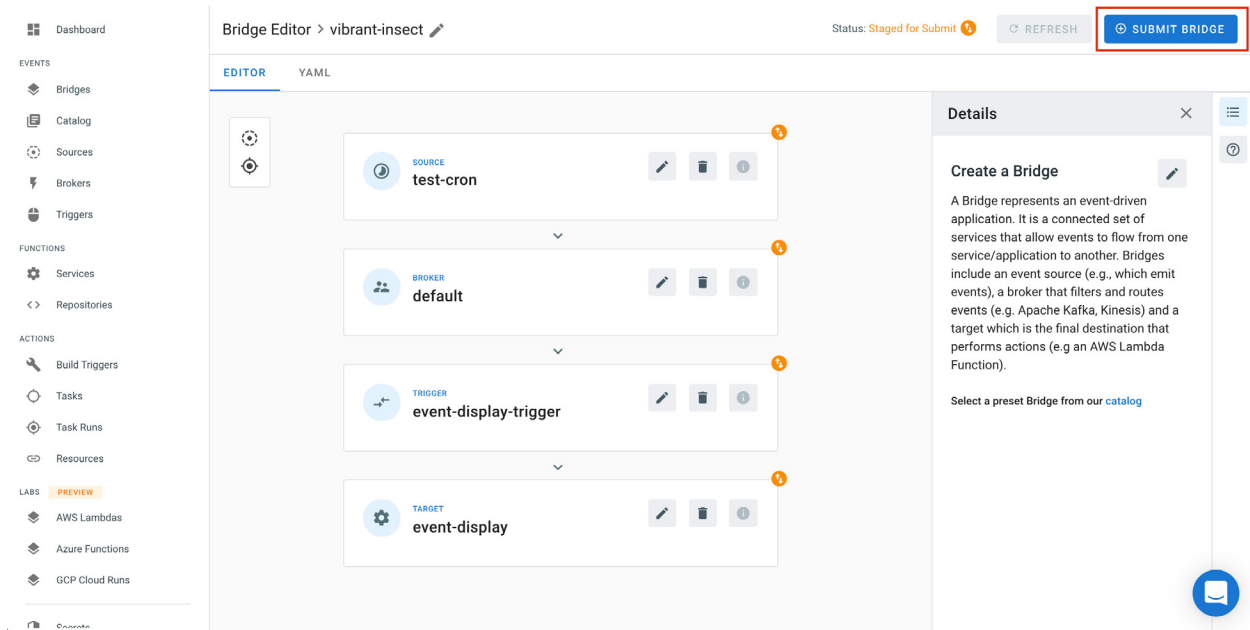 Dashboard
EVENTS
Bridges
Catalog
Sources
Brokers
Triggers
FUNCTIONS
Services
Repositories
ACTIONS
Build Triggers
Tasks
Task Runs
Resources
LABS PREVIEW
AWS Lambdas
Azure Functions
GCP Cloud Runs
Secrets
Bridge Editor > vibrant-insect
Status: Staged for Submit
REFRESH
SUBMIT BRIDGE
EDITOR YAML
SOURCE
test-cron
BROKER
default
TRIGGER
event-display-trigger
TARGET
event-display
Details
Create a Bridge
A Bridge represents an event-driven
application. It is a connected set of
services that allow events to flow from one
service/application to another. Bridges
include an event source (e.g., which emit
events), a broker that filters and routes
events (e.g. Apache Kafka, Kinesis) and a
target which is the final destination that
performs actions (e.g an AWS Lambda
Function).
Select a preset Bridge from our catalog